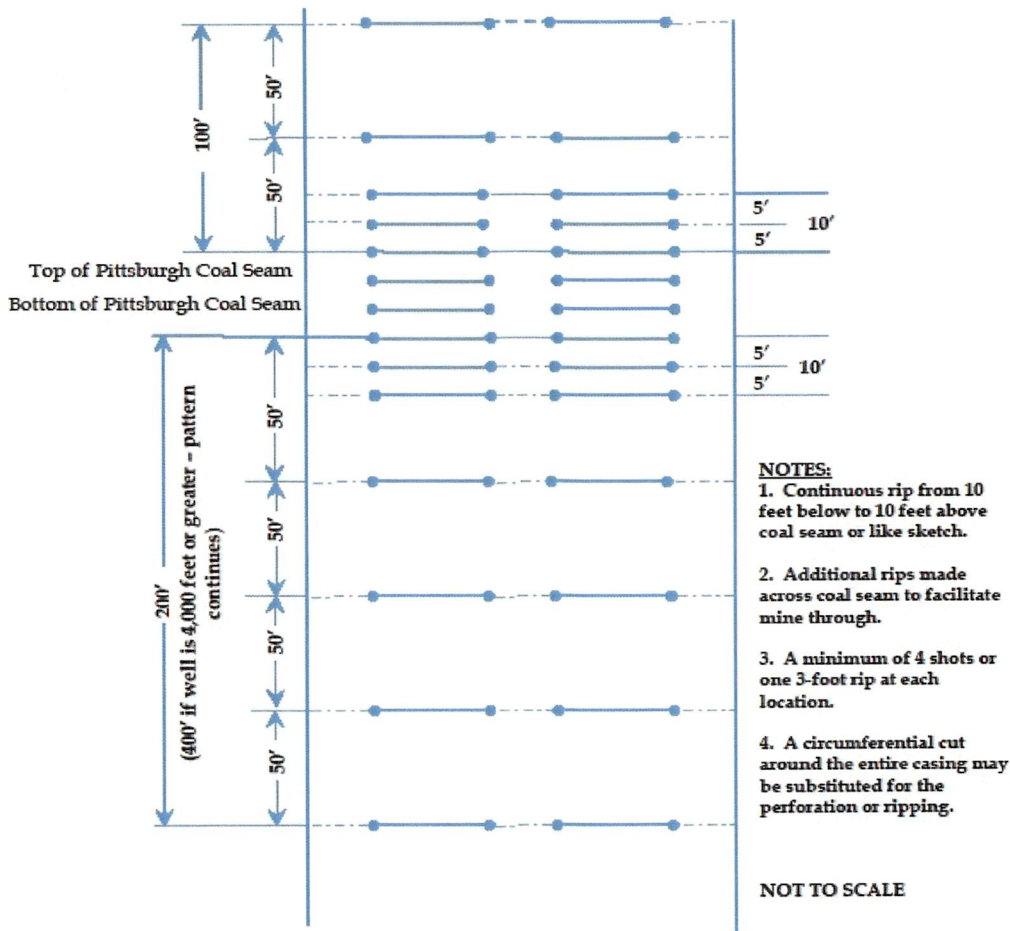 50′
100′
50′
5′
10′
5′
Top of Pittsburgh Coal Seam
Bottom of Pittsburgh Coal Seam
5′
10′
5′
50′
50′
200′
(400′ if well is 4,000 feet or greater – pattern
continues)
50′
50′
NOTES:
1. Continuous rip from 10
feet below to 10 feet above
coal seam or like sketch.
2. Additional rips made
across coal seam to facilitate
mine through.
3. A minimum of 4 shots or
one 3-foot rip at each
location.
4. A circumferential cut
around the entire casing may
be substituted for the
perforation or ripping.
NOT TO SCALE